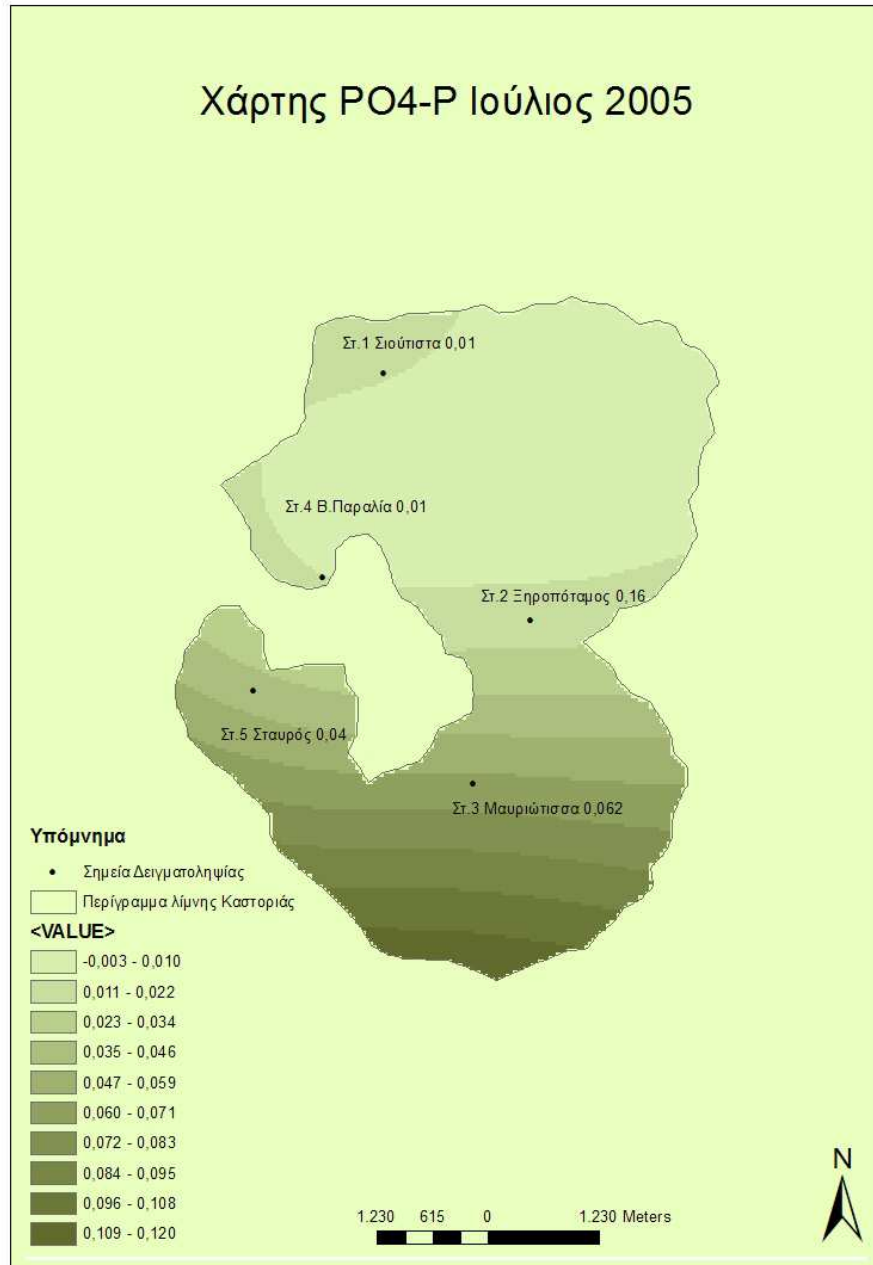 Χάρτης PO4-P Ιούλιος 2005
Στ.1 Σιούτιστα 0,01
Στ.4 Β.Παραλία 0,01
Στ.2 Ξηροπόταμος 0,16
Στ.5 Σταυρός 0,04
Στ.3 Μαυριώτισσα 0,062
Υπόμνημα
Σημεία Δειγματοληψίας
Περίγραμμα λίμνης Καστοριάς
<VALUE>
-0,003 - 0,010
0,011 - 0,022
0,023 - 0,034
0,035 - 0,046
0,047 - 0,059
0,060 - 0,071
0,072 - 0,083
0,084 - 0,095
0,096 - 0,108
0,109 - 0,120
1.230 615 0 1.230 Meters
N